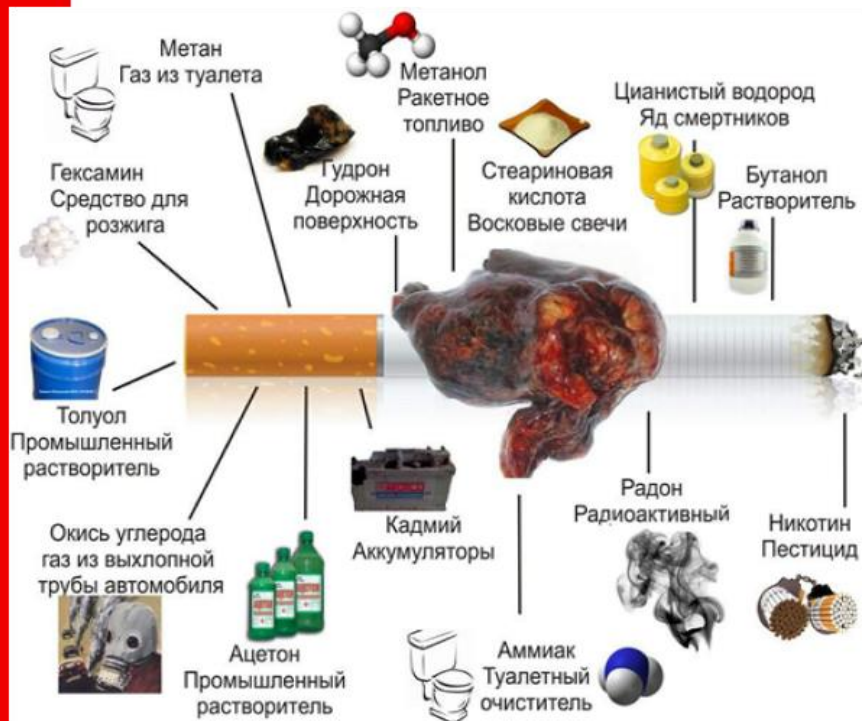 Метан
Газ из туалета
Метанол
Ракетное
топливо
Цианистый водород
Яд смертников
Гексамин
Средство для
розжига
Гудрон
Дорожная
поверхность
Стеариновая
кислота
Восковые свечи
Бутанол
Растворитель
Толуол
Промышленный
растворитель
Окись углерода
газ из выхлопной
трубы автомобиля
Ацетон
Промышленный
растворитель
Кадмий
Аккумуляторы
Аммиак
Туалетный
очиститель
Радон
Радиоактивный
Никотин
Пестицид